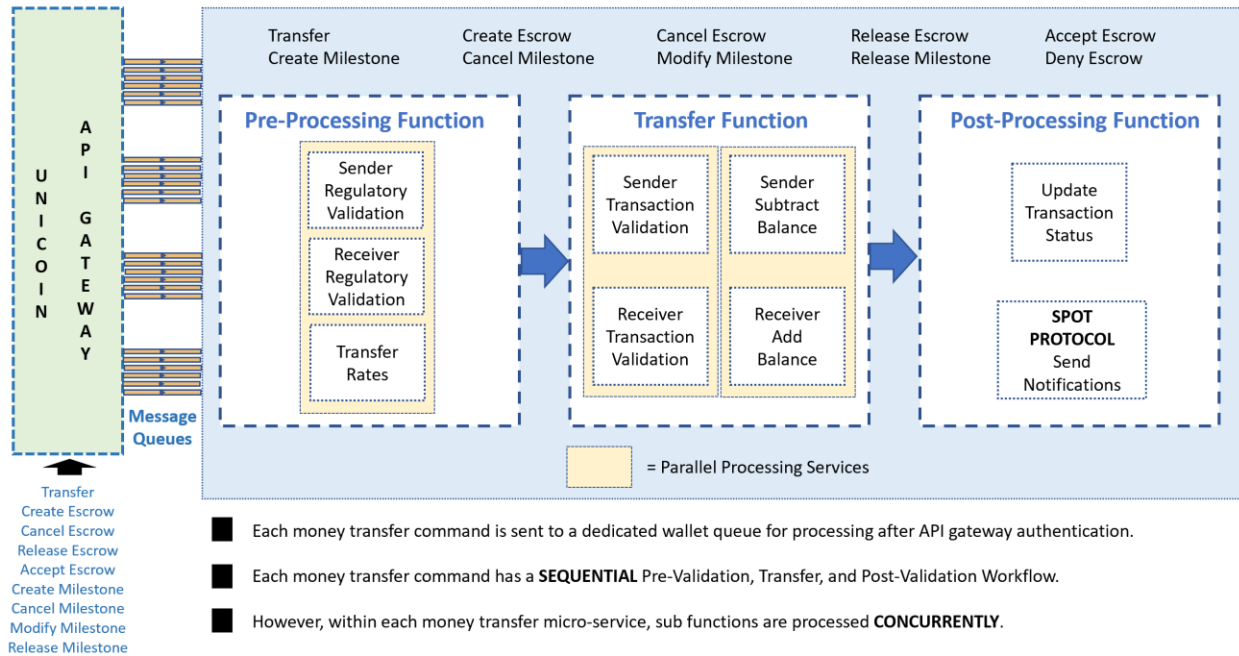 UNICOIN
API GATEWAY
Transfer
Create Milestone
Create Escrow
Cancel Milestone
Cancel Escrow
Modify Milestone
Release Escrow
Release Milestone
Accept Escrow
Deny Escrow
Pre-Processing Function
Sender
Regulatory
Validation
Receiver
Regulatory
Validation
Transfer
Rates
Transfer Function
Sender
Transaction
Validation
Sender
Subtract
Balance
Receiver
Transaction
Validation
Receiver
Add
Balance
Post-Processing Function
Update
Transaction
Status
SPOT
PROTOCOL
Send
Notifications
Message
Queues
= Parallel Processing Services
Transfer
Create Escrow
Cancel Escrow
Release Escrow
Accept Escrow
Create Milestone
Cancel Milestone
Modify Milestone
Release Milestone
Each money transfer command is sent to a dedicated wallet queue for processing after API gateway authentication.
Each money transfer command has a SEQUENTIAL Pre-Validation, Transfer, and Post-Validation Workflow.
However, within each money transfer micro-service, sub functions are processed CONCURRENTLY.